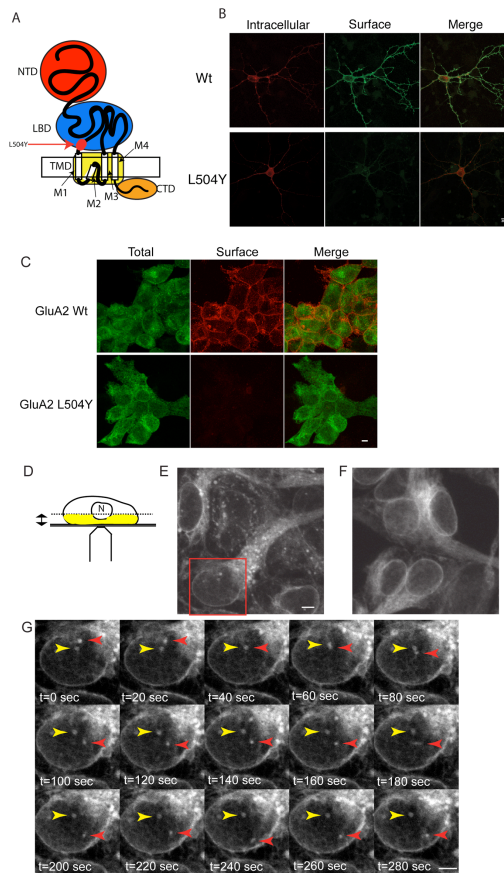 A
NTD
LBD
L504Y
M4
TMD
M1
M2
M3
CTD
B
Intracellular Surface Merge
Wt
L504Y
C
Total Surface Merge
GluA2 Wt
GluA2 L504Y
D
N
E
F
G
t=0 sec t=20 sec t=40 sec t=60 sec t=80 sec
t=100 sec t=120 sec t=140 sec t=160 sec t=180 sec
t=200 sec t=220 sec t=240 sec t=260 sec t=280 sec